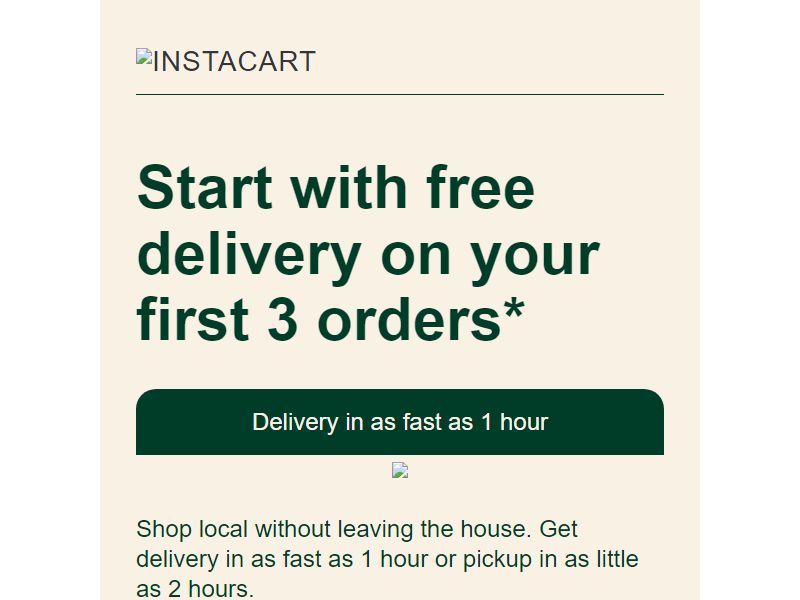 INSTACART
Start with free
delivery on your
first 3 orders*
Delivery in as fast as 1 hour
Shop local without leaving the house. Get
delivery in as fast as 1 hour or pickup in as little
as 2 hours.